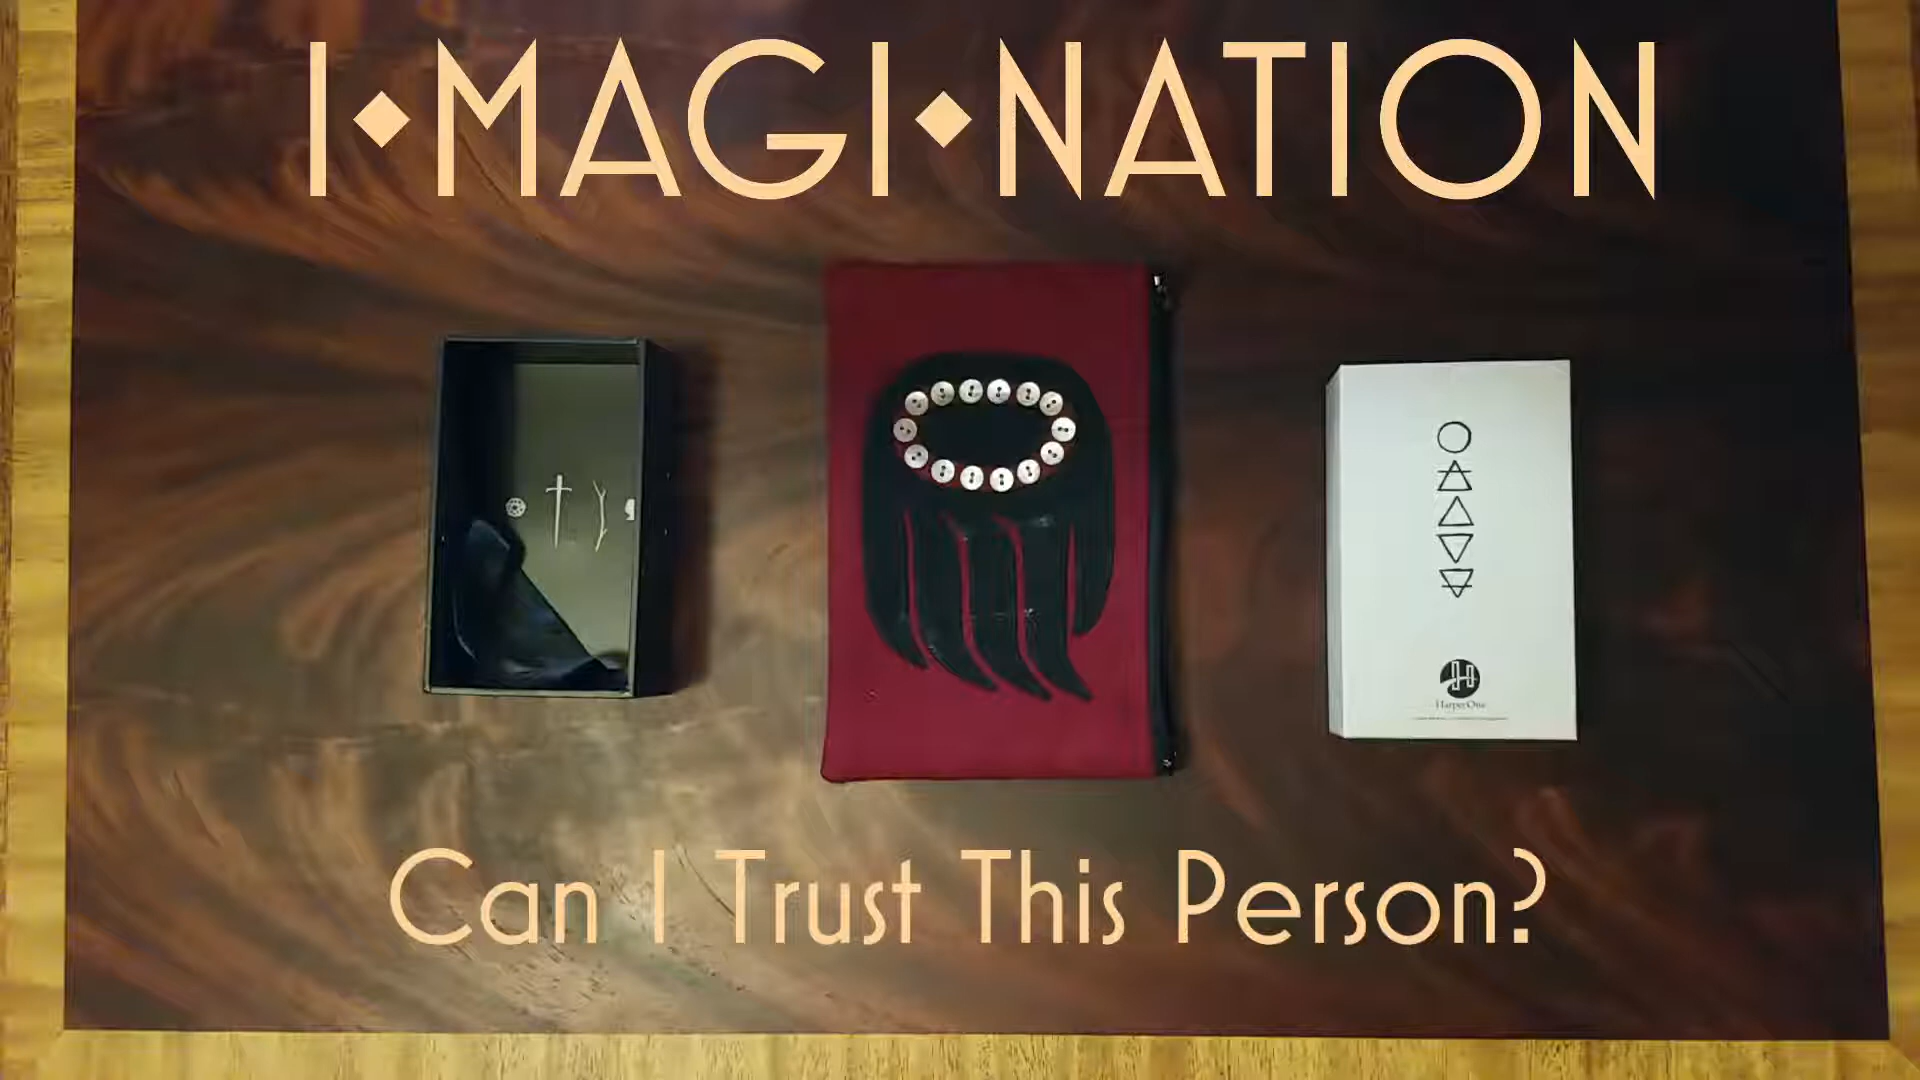 I◆MAGI◆NATION
HarperOne
Can I Trust This Person?